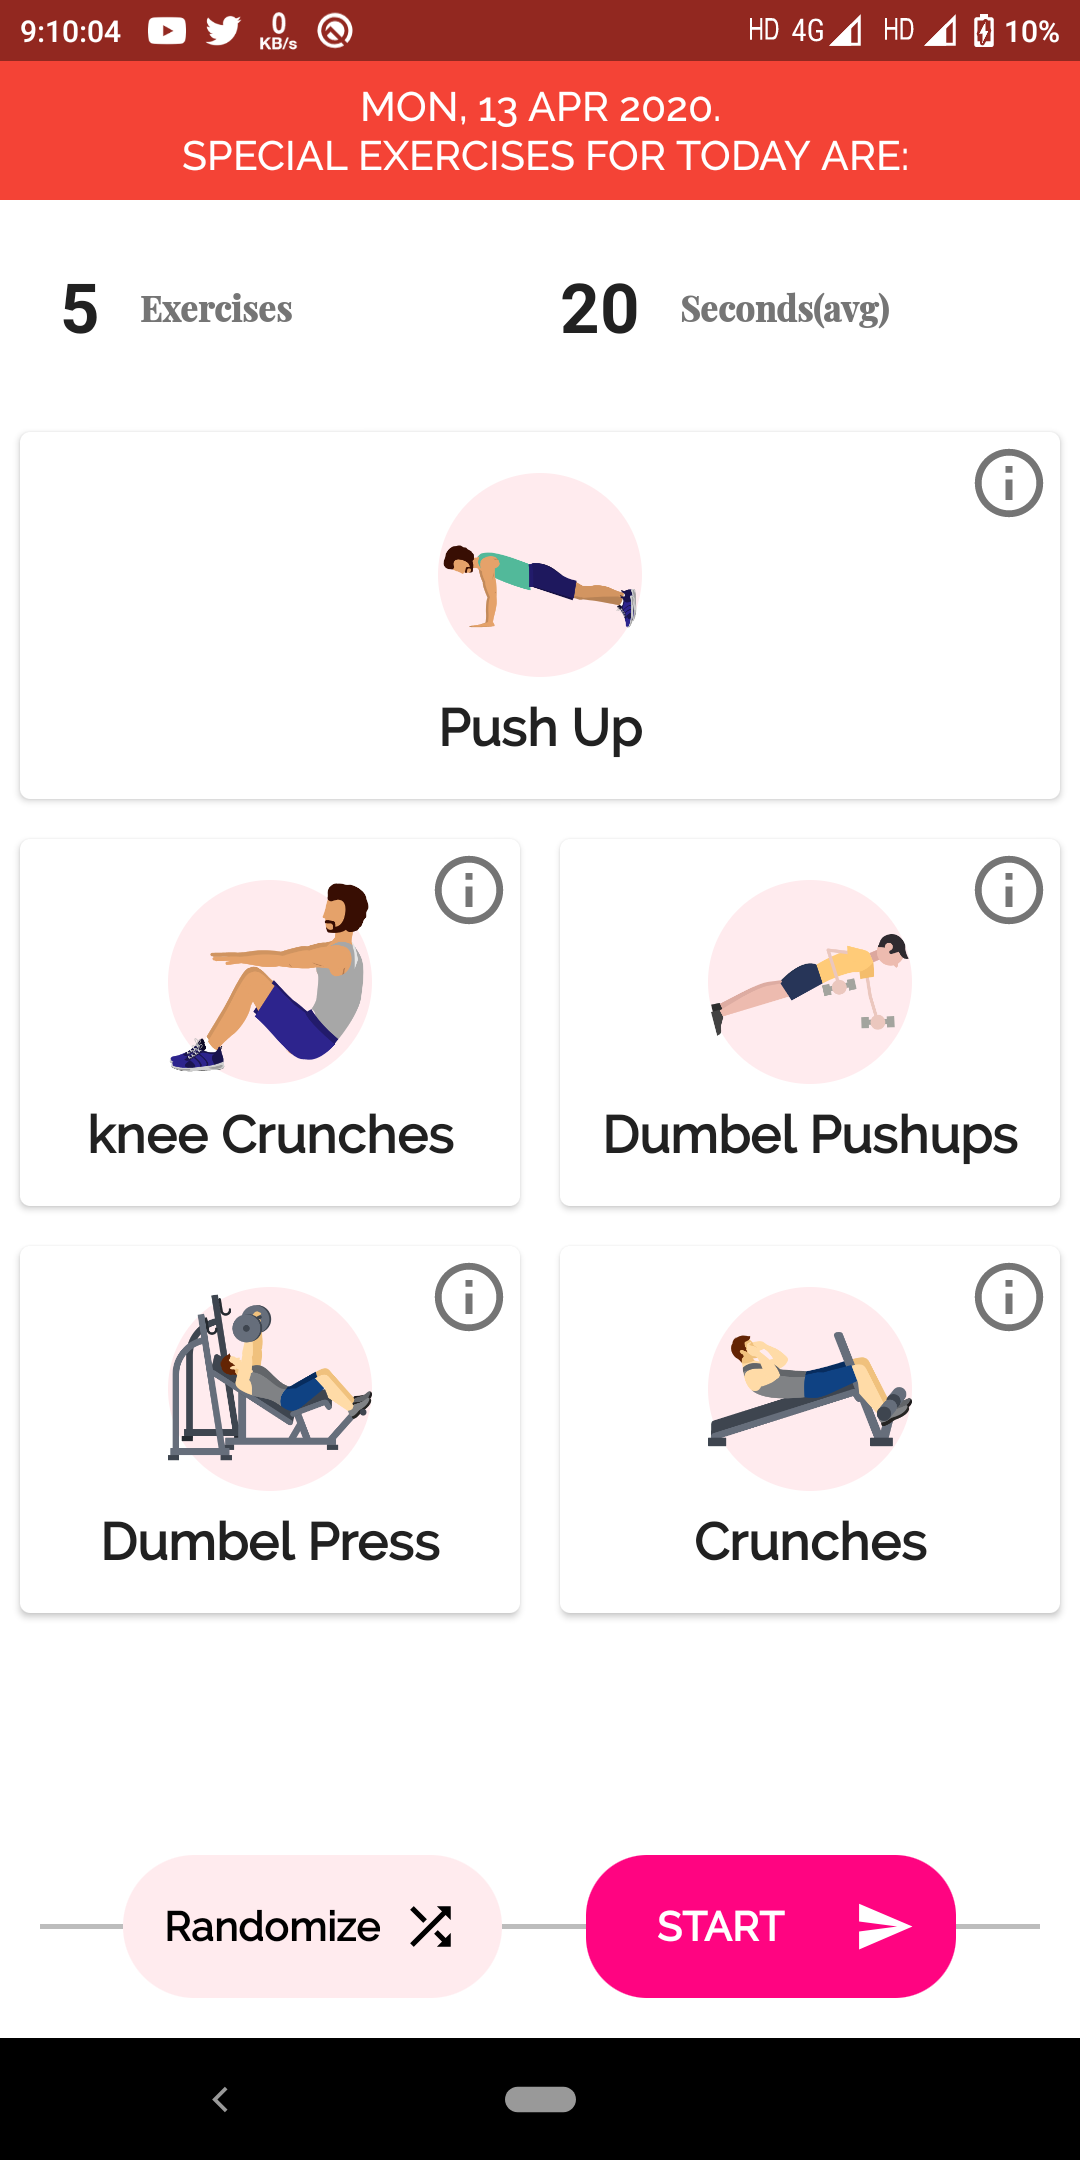 9:10:04 0 KB/s HD 4G HD 10%
MON, 13 APR 2020.
SPECIAL EXERCISES FOR TODAY ARE:
5 Exercises 20 Seconds(avg)
Push Up
knee Crunches Dumbel Pushups
Dumbel Press Crunches
Randomize START